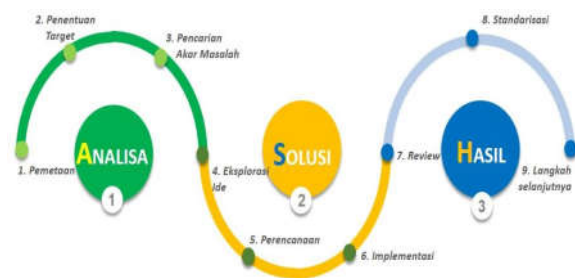 1. Pemetaan
2. Penentuan
Target
3. Pencarian
Akar Masalah
ANALISA
1
4. Eksplorasi
Ide
5. Perencanaan
6. Implementasi
SOLUSI
2
7. Review
8. Standarisasi
9. Langkah
selanjutnya
HASIL
3